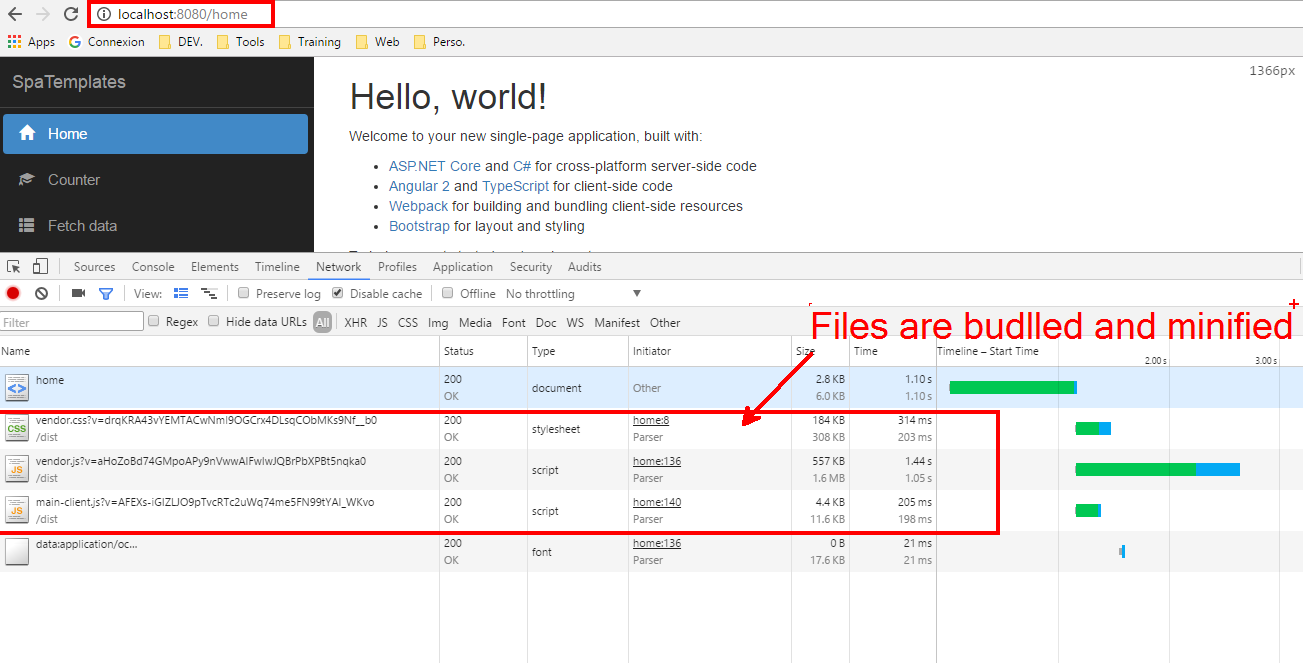 localhost:8080/home
Apps Connexion DEV. Tools Training Web Perso.
SpaTemplates
Home
Counter
Fetch data
1366px
Hello, world!
Welcome to your new single-page application, built with:
• ASP.NET Core and C# for cross-platform server-side code
• Angular 2 and TypeScript for client-side code
• Webpack for building and bundling client-side resources
• Bootstrap for layout and styling
Sources Console Elements Timeline Network Profiles Application Security Audits
View: Preserve log Disable cache Offline No throttling
Filter Regex Hide data URLs All XHR JS CSS Img Media Font Doc WS Manifest Other
Files are budlled and minified
Name Status Type Initiator Size Time Timeline – Start Time
2.00 s 3.00 s
home 200 document Other 2.8 KB 1.10 s
OK 6.0 KB 1.10 s
vendor.css?v=drqKRA43vYEMTACwNmI9OGCrx4DLsqCObMKs9Nf__b0 200 stylesheet home:8 184 KB 314 ms
/dist OK Parser 308 KB 203 ms
vendor.js?v=aHoZoBd74GMpoAPy9nVwwAIFwIwJQBrPbXPBt5nqka0 200 script home:136 557 KB 1.44 s
/dist OK Parser 1.6 MB 1.05 s
main-client.js?v=AFEXs-iGIZLJO9pTvcRTc2uWq74me5FN99tYAI_WKvo 200 script home:140 4.4 KB 205 ms
/dist OK Parser 11.6 KB 198 ms
data:application/oc... 200 font home:136 0 B 21 ms
OK Parser 17.6 KB 21 ms